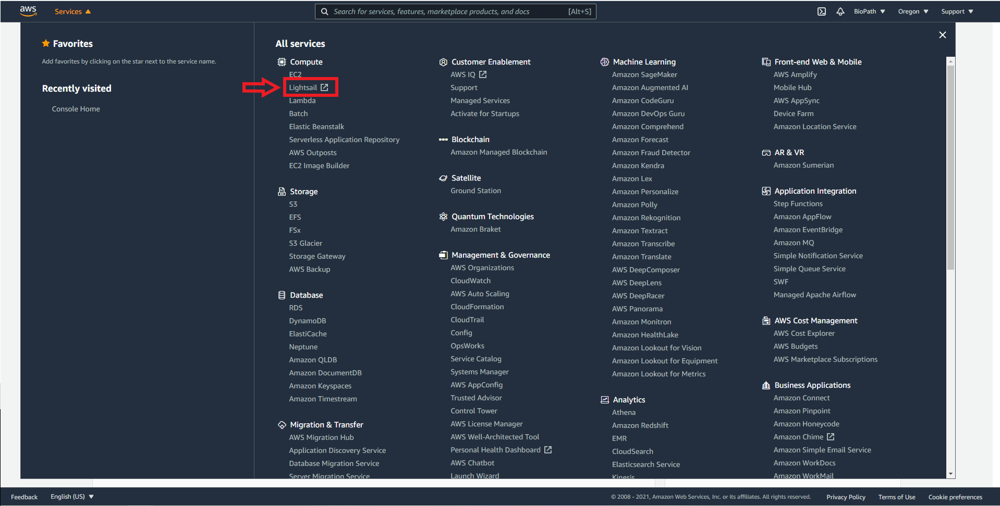 aws
Services
Search for services, features, marketplace products, and docs [Alt+S]
BioPath
Oregon
Support
Favorites
Add favorites by clicking on the star next to the service name.
Recently visited
Console Home
All services
Compute
EC2
Lightsail
Lambda
Batch
Elastic Beanstalk
Serverless Application Repository
AWS Outposts
EC2 Image Builder
Storage
S3
EFS
FSx
S3 Glacier
Storage Gateway
AWS Backup
Database
RDS
DynamoDB
ElastiCache
Neptune
Amazon QLDB
Amazon DocumentDB
Amazon Keyspaces
Amazon Timestream
Migration & Transfer
AWS Migration Hub
Application Discovery Service
Database Migration Service
Server Migration Service
Customer Enablement
AWS IQ
Support
Managed Services
Activate for Startups
Blockchain
Amazon Managed Blockchain
Satellite
Ground Station
Quantum Technologies
Amazon Braket
Management & Governance
AWS Organizations
CloudWatch
AWS Auto Scaling
CloudFormation
CloudTrail
Config
OpsWorks
Service Catalog
Systems Manager
AWS AppConfig
Trusted Advisor
Control Tower
AWS License Manager
AWS Well-Architected Tool
Personal Health Dashboard
AWS Chatbot
Launch Wizard
Machine Learning
Amazon SageMaker
Amazon Augmented AI
Amazon CodeGuru
Amazon DevOps Guru
Amazon Comprehend
Amazon Forecast
Amazon Fraud Detector
Amazon Kendra
Amazon Lex
Amazon Personalize
Amazon Polly
Amazon Rekognition
Amazon Textract
Amazon Transcribe
Amazon Translate
AWS DeepComposer
AWS DeepLens
AWS DeepRacer
AWS Panorama
Amazon Monitron
Amazon HealthLake
Amazon Lookout for Vision
Amazon Lookout for Equipment
Amazon Lookout for Metrics
Analytics
Athena
Amazon Redshift
EMR
CloudSearch
Elasticsearch Service
Kinesis
Front-end Web & Mobile
AWS Amplify
Mobile Hub
AWS AppSync
Device Farm
Amazon Location Service
AR & VR
Amazon Sumerian
Application Integration
Step Functions
Amazon AppFlow
Amazon EventBridge
Amazon MQ
Simple Notification Service
Simple Queue Service
SWF
Managed Apache Airflow
AWS Cost Management
AWS Cost Explorer
AWS Budgets
AWS Marketplace Subscriptions
Business Applications
Amazon Connect
Amazon Pinpoint
Amazon Honeycode
Amazon Chime
Amazon Simple Email Service
Amazon WorkDocs
Amazon WorkMail
Feedback
English (US)
© 2008 - 2021, Amazon Web Services, Inc. or its affiliates. All rights reserved.
Privacy Policy
Terms of Use
Cookie preferences